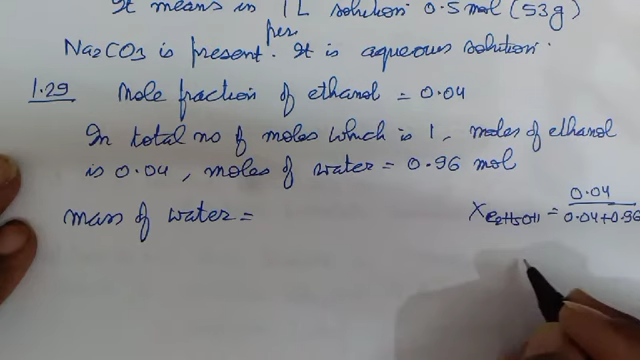 It means in 1L solution 0.5 mol (53g)
per
Na2CO3 is present. It is aqueous solution.
1.29 Mole fraction of ethanol = 0.04
In total no of moles which is 1, moles of ethanol
is 0.04, moles of water = 0.96 mol
0.04
mass of water = XC2H5OH = 0.04+0.96